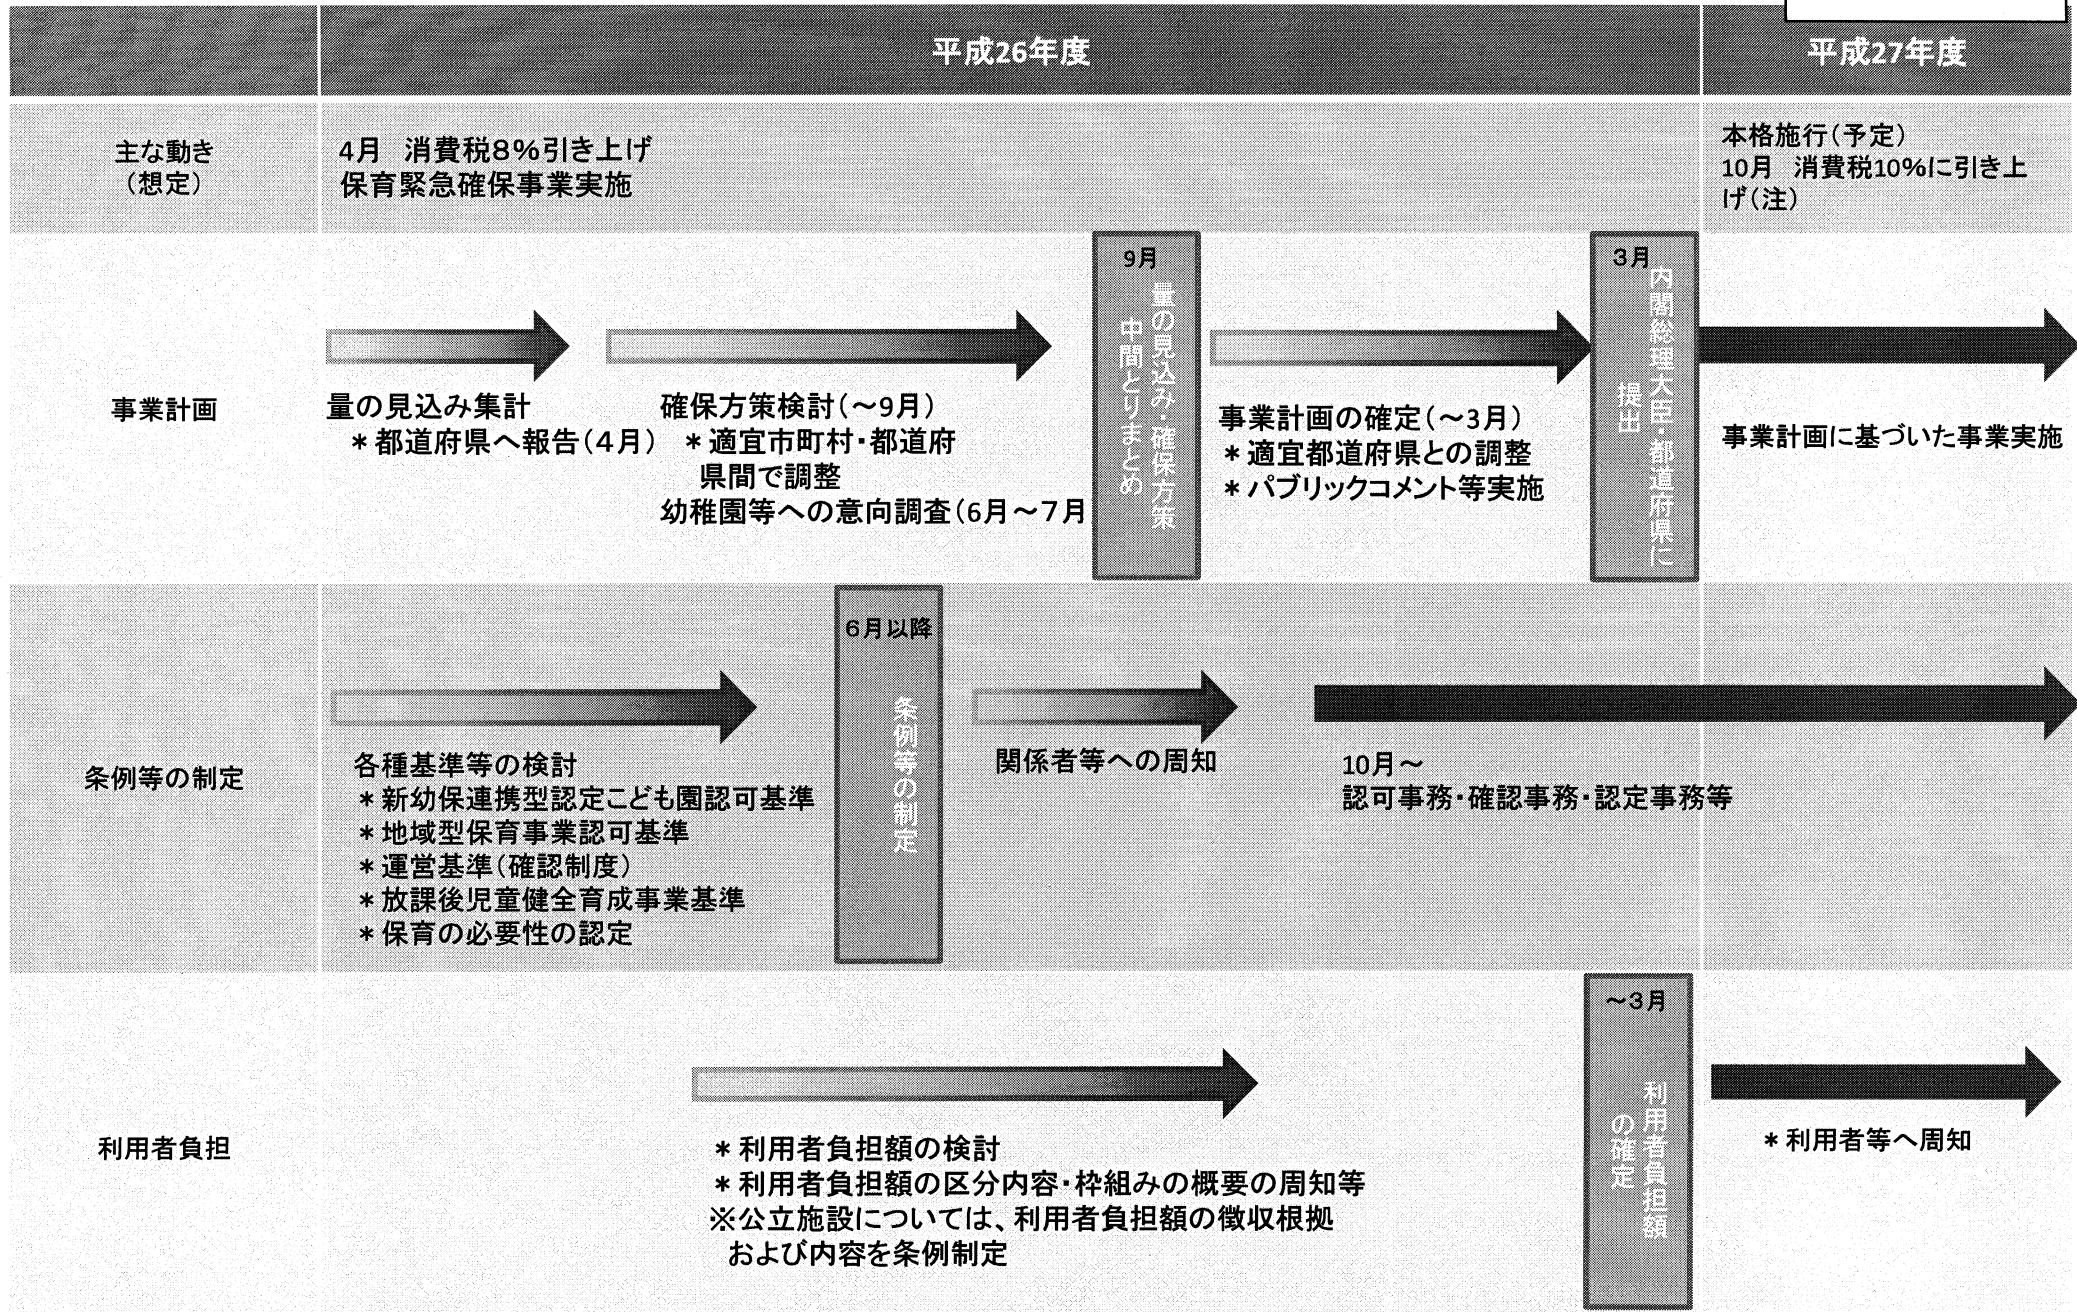 平成26年度
平成27年度
主な動き
（想定）
4月　消費税8％引き上げ
保育緊急確保事業実施
本格施行（予定）
10月　消費税10％に引き上
げ（注）
事業計画
量の見込み集計
＊都道府県へ報告（4月）
確保方策検討（～9月）
＊適宜市町村・都道府
県間で調整
幼稚園等への意向調査（6月～7月
9月
量の見込み・確保方策
中間とりまとめ
事業計画の確定（～3月）
＊適宜都道府県との調整
＊パブリックコメント等実施
3月
内閣総理大臣・都道府県に
提出
事業計画に基づいた事業実施
条例等の制定
各種基準等の検討
＊新幼保連携型認定こども園認可基準
＊地域型保育事業認可基準
＊運営基準（確認制度）
＊放課後児童健全育成事業基準
＊保育の必要性の認定
6月以降
条例等の制定
関係者等への周知
10月～
認可事務・確認事務・認定事務等
利用者負担
＊利用者負担額の検討
＊利用者負担額の区分内容・枠組みの概要の周知等
※公立施設については、利用者負担額の徴収根拠
および内容を条例制定
～3月
利用者負担額
の確定
＊利用者等へ周知